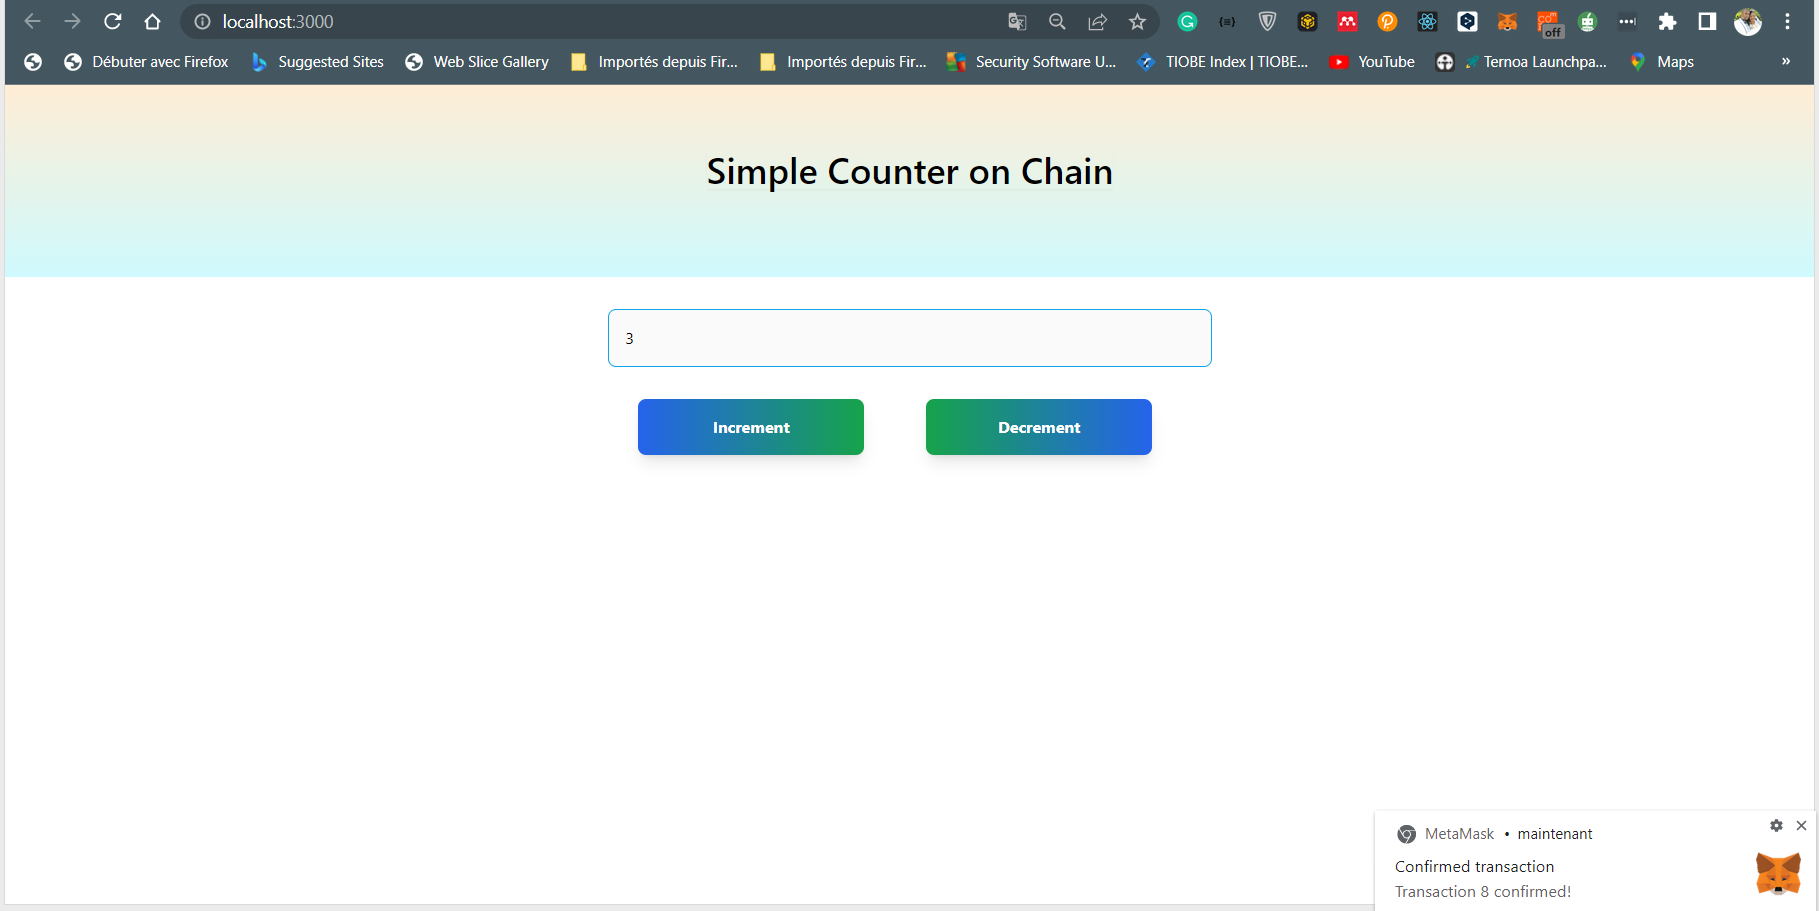 localhost:3000
off
Débuter avec Firefox
Suggested Sites
Web Slice Gallery
Importés depuis Fir...
Importés depuis Fir...
Security Software U...
TIOBE Index | TIOBE...
YouTube
Ternoa Launchpa...
Maps
»
Simple Counter on Chain
3
Increment
Decrement
MetaMask • maintenant
Confirmed transaction
Transaction 8 confirmed!